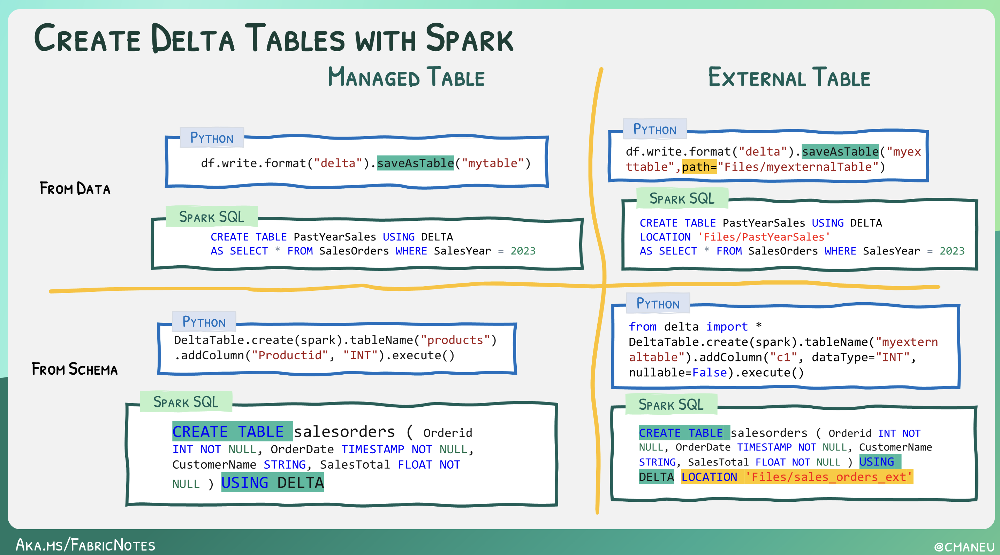 Create Delta Tables with Spark
Managed Table
External Table
From Data
Python
df.write.format("delta").saveAsTable("mytable")
Spark SQL
CREATE TABLE PastYearSales USING DELTA
AS SELECT * FROM SalesOrders WHERE SalesYear = 2023
Python
df.write.format("delta").saveAsTable("myex
ttable",path="Files/myexternalTable")
Spark SQL
CREATE TABLE PastYearSales USING DELTA
LOCATION 'Files/PastYearSales'
AS SELECT * FROM SalesOrders WHERE SalesYear = 2023
From Schema
Python
DeltaTable.create(spark).tableName("products")
.addColumn("Productid", "INT").execute()
Spark SQL
CREATE TABLE salesorders ( Orderid
INT NOT NULL, OrderDate TIMESTAMP NOT NULL,
CustomerName STRING, SalesTotal FLOAT NOT
NULL ) USING DELTA
Python
from delta import *
DeltaTable.create(spark).tableName("myextern
altable").addColumn("c1", dataType="INT",
nullable=False).execute()
Spark SQL
CREATE TABLE salesorders ( Orderid INT NOT
NULL, OrderDate TIMESTAMP NOT NULL, CustomerName
STRING, SalesTotal FLOAT NOT NULL ) USING
DELTA LOCATION 'Files/sales_orders_ext'
Aka.ms/FabricNotes
@cmaneu